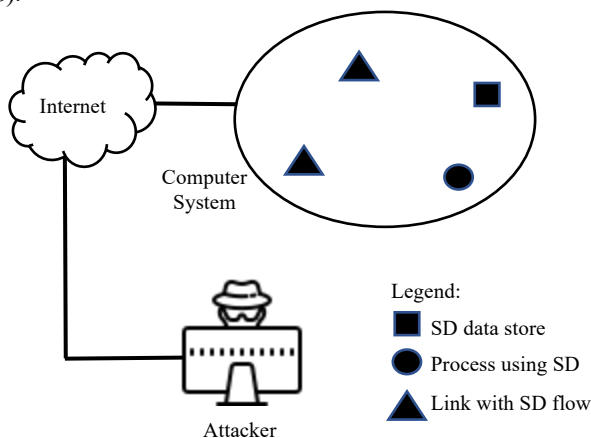 Internet
Computer
System
Legend:
SD data store
Process using SD
Link with SD flow
Attacker